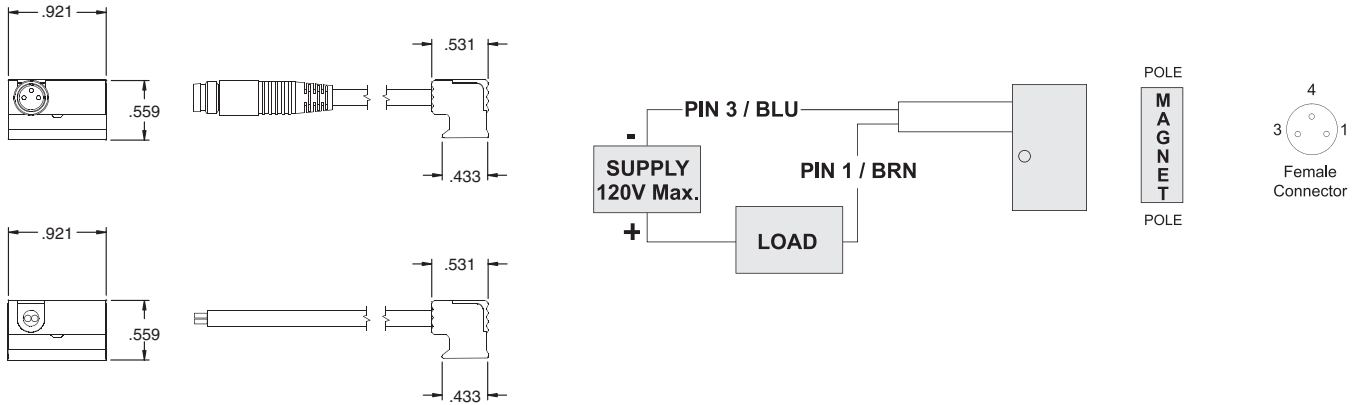 .921
.531
.559
.433
PIN 3 / BLU
-
SUPPLY
120V Max.
+
PIN 1 / BRN
LOAD
POLE
MAGNET
POLE
4
3
1
Female
Connector
.921
.531
.559
.433